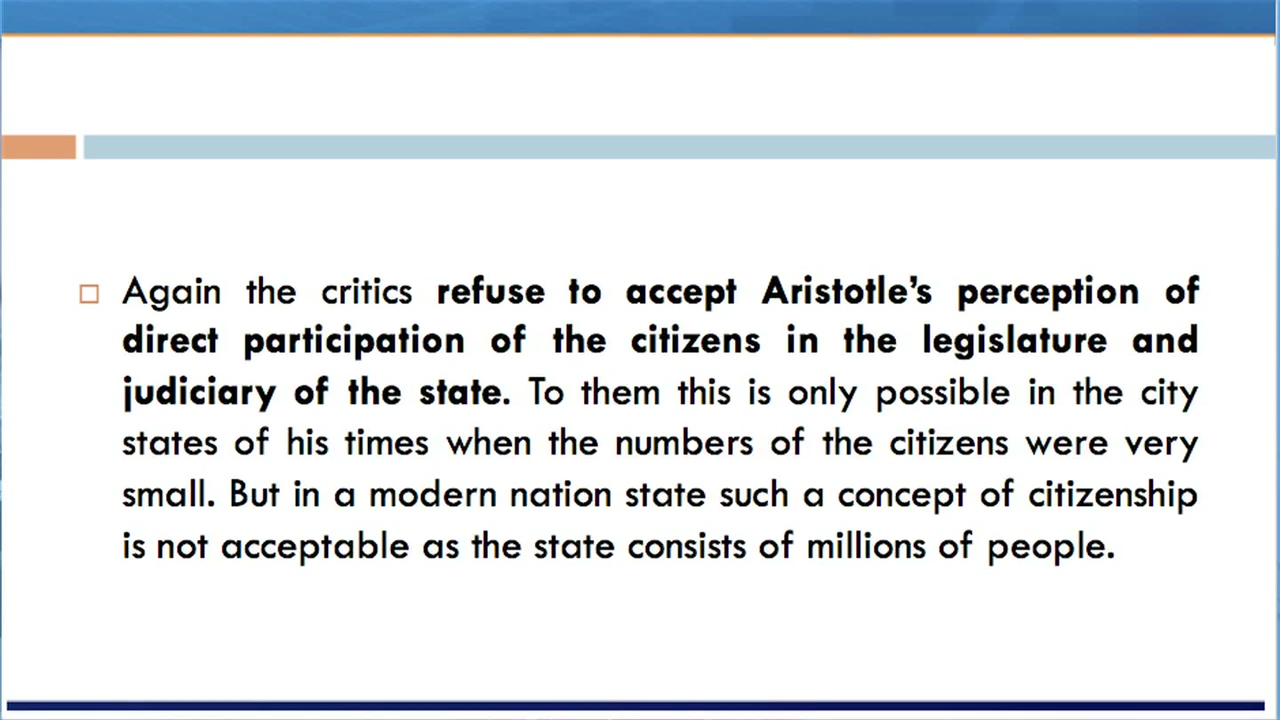 Again the critics refuse to accept Aristotle's perception of
direct participation of the citizens in the legislature and
judiciary of the state. To them this is only possible in the city
states of his times when the numbers of the citizens were very
small. But in a modern nation state such a concept of citizenship
is not acceptable as the state consists of millions of people.